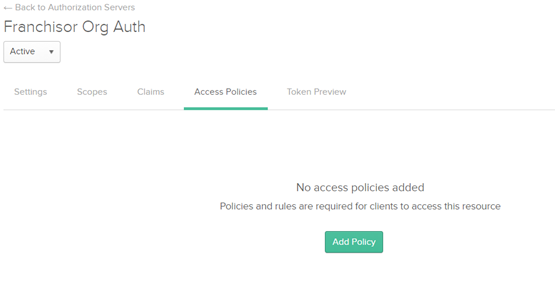 ← Back to Authorization Servers
Franchisor Org Auth
Active
Settings Scopes Claims Access Policies Token Preview
No access policies added
Policies and rules are required for clients to access this resource
Add Policy